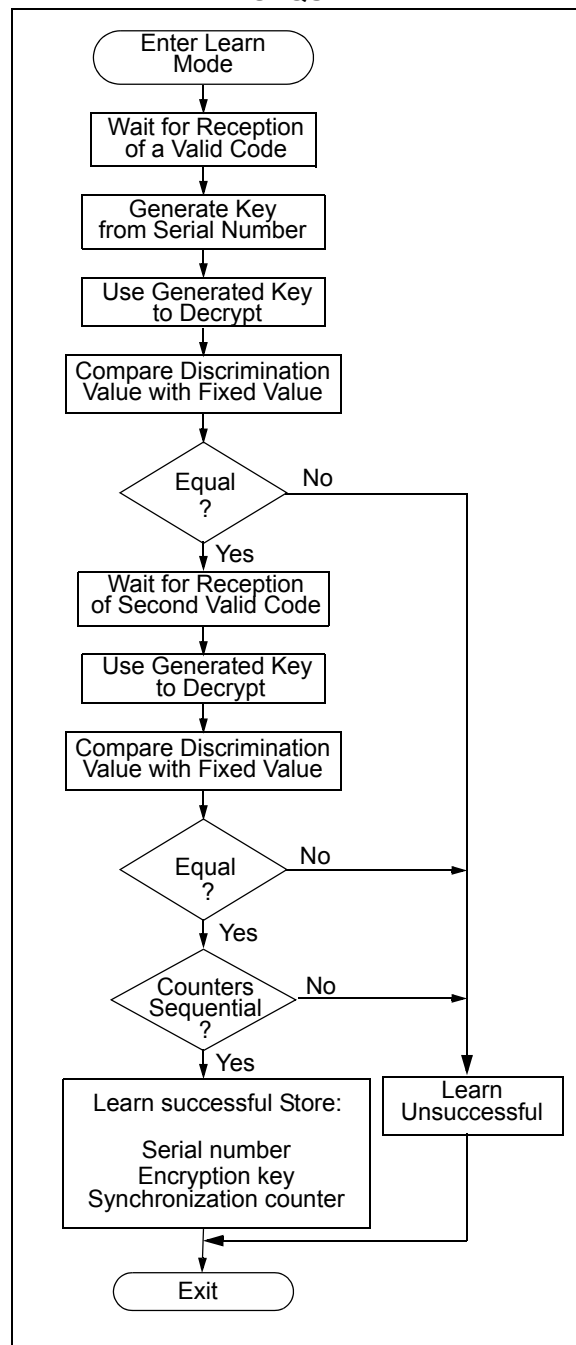 Enter Learn
Mode
Wait for Reception
of a Valid Code
Generate Key
from Serial Number
Use Generated Key
to Decrypt
Compare Discrimination
Value with Fixed Value
Equal
?
No
Yes
Wait for Reception
of Second Valid Code
Use Generated Key
to Decrypt
Compare Discrimination
Value with Fixed Value
Equal
?
No
Yes
Counters
Sequential
?
No
Yes
Learn successful Store:
Serial number
Encryption key
Synchronization counter
Learn
Unsuccessful
Exit